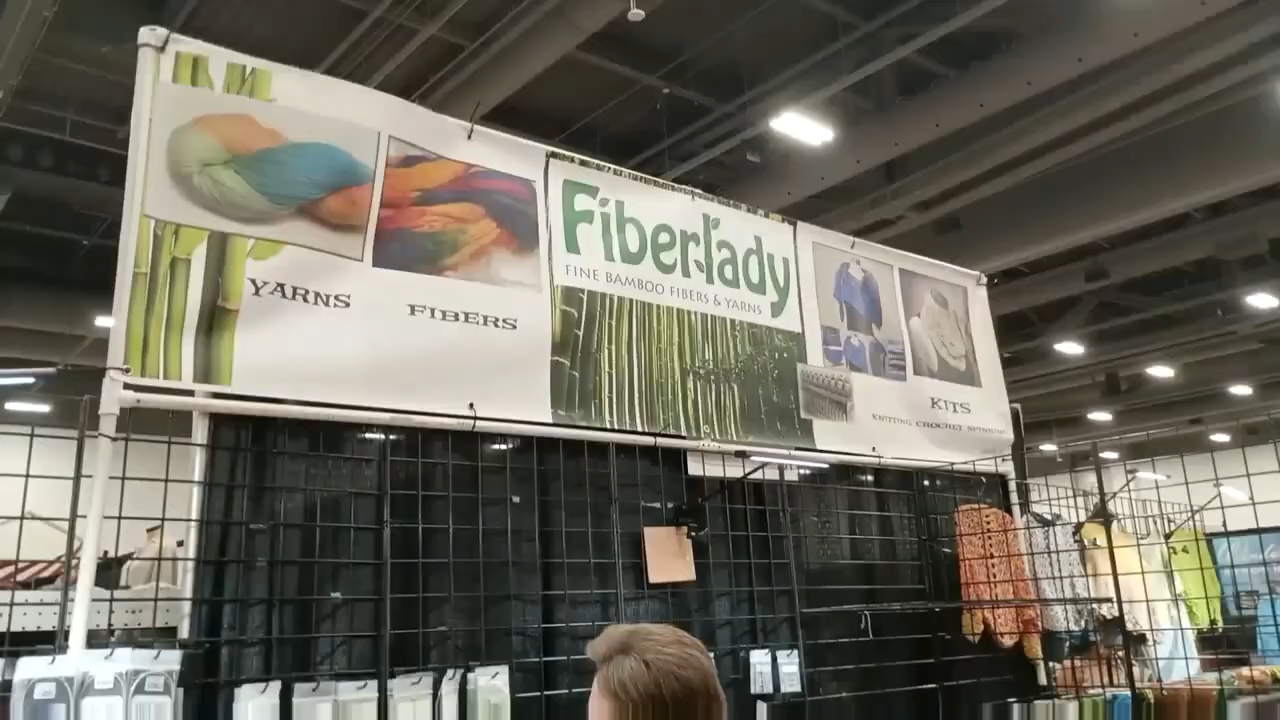 YARNS
FIBERS
Fiberlady
FINE BAMBOO FIBERS & YARNS
KITS
KNITTING CROCHET SPINNING